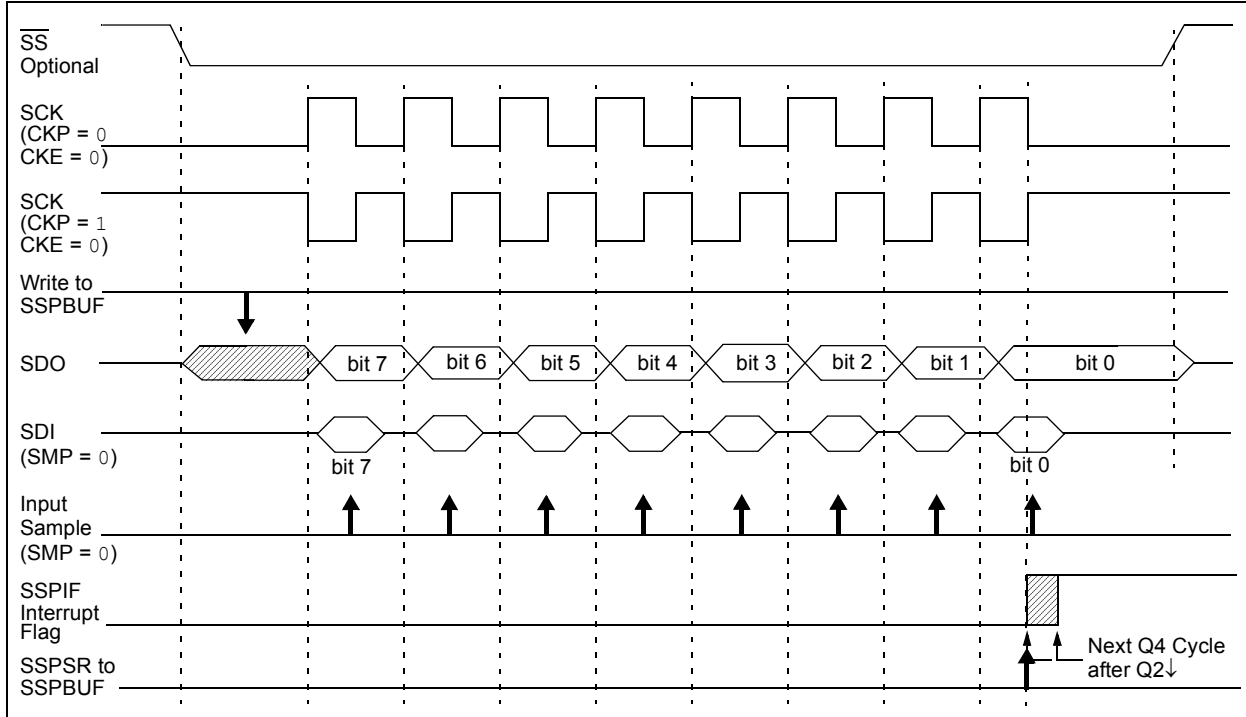 SS
Optional
SCK
(CKP = 0
CKE = 0)
SCK
(CKP = 1
CKE = 0)
Write to
SSPBUF
SDO
bit 7
bit 6
bit 5
bit 4
bit 3
bit 2
bit 1
bit 0
SDI
(SMP = 0)
bit 7
bit 0
Input
Sample
(SMP = 0)
SSPIF
Interrupt
Flag
Next Q4 Cycle
after Q2↓
SSPSR to
SSPBUF